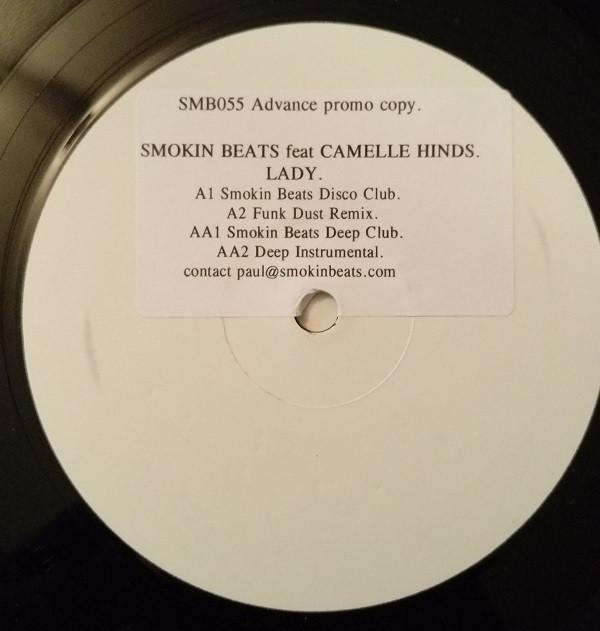 SMB055 Advance promo copy.
SMOKIN BEATS feat CAMELLE HINDS.
LADY.
A1 Smokin Beats Disco Club.
A2 Funk Dust Remix.
AA1 Smokin Beats Deep Club.
AA2 Deep Instrumental.
contact paul@smokinbeats.com